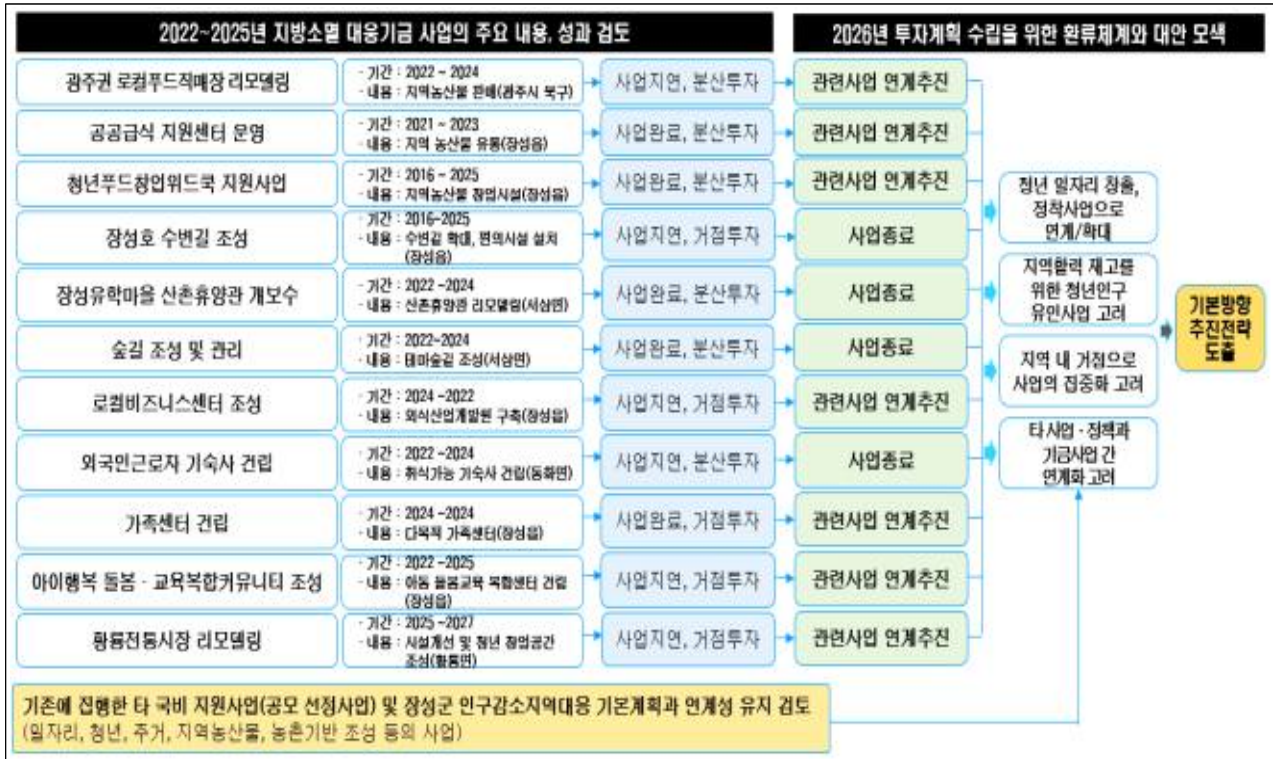 2022~2025년 지방소멸 대응기금 사업의 주요 내용, 성과 검토
2026년 투자계획 수립을 위한 환류체계와 대안 모색
광주권 로컬푸드직매장 리모델링
- 기간 : 2022 ~ 2024
- 내용 : 지역농산물 판매(광주시 북구)
사업지연, 분산투자
관련사업 연계추진
공공급식 지원센터 운영
- 기간 : 2021 ~ 2023
- 내용 : 지역 농산물 유통(장성읍)
사업완료, 분산투자
관련사업 연계추진
청년푸드창업위드쿡 지원사업
- 기간 : 2016 ~ 2025
- 내용 : 지역농산물 창업시설(장성읍)
사업완료, 분산투자
관련사업 연계추진
장성호 수변길 조성
- 기간 : 2016~2025
- 내용 : 수변길 확대, 편의시설 설치
(장성읍)
사업지연, 거점투자
사업종료
장성유학마을 산촌휴양관 개보수
- 기간 : 2022 ~2024
- 내용 : 산촌휴양관 리모델링(서삼면)
사업완료, 분산투자
사업종료
숲길 조성 및 관리
- 기간 : 2022~2024
- 내용 : 테마숲길 조성(서삼면)
사업완료, 분산투자
사업종료
로컬비즈니스센터 조성
- 기간 : 2024 ~2022
- 내용 : 외식산업개발원 구축(장성읍)
사업지연, 거점투자
관련사업 연계추진
외국인근로자 기숙사 건립
- 기간 : 2022 ~2024
- 내용 : 취식가능 기숙사 건립(동화면)
사업지연, 분산투자
사업종료
가족센터 건립
- 기간 : 2024 ~2024
- 내용 : 다목적 가족센터(장성읍)
사업완료, 거점투자
관련사업 연계추진
아이행복 돌봄 · 교육복합커뮤니티 조성
- 기간 : 2022 ~2025
- 내용 : 아동 돌봄교육 복합센터 건립
(장성읍)
사업지연, 거점투자
관련사업 연계추진
황룡전통시장 리모델링
- 기간 : 2025 ~2027
- 내용 : 시설개선 및 청년 창업공간
조성(황룡면)
사업지연, 거점투자
관련사업 연계추진
청년 일자리 창출,
정착사업으로
연계/확대
지역활력 재고를
위한 청년인구
유인사업 고려
지역 내 거점으로
사업의 집중화 고려
타 사업 · 정책과
기금사업 간
연계화 고려
기본방향
추진전략
도출
기존에 집행한 타 국비 지원사업(공모 선정사업) 및 장성군 인구감소지역대응 기본계획과 연계성 유지 검토
(일자리, 청년, 주거, 지역농산물, 농촌기반 조성 등의 사업)